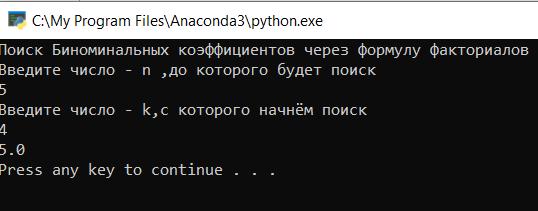 C:\My Program Files\Anaconda3\python.exe
Поиск Биноминальных коэффициентов через формулу факториалов
Введите число - n ,до которого будет поиск
5
Введите число - k,с которого начнём поиск
4
5.0
Press any key to continue . . .